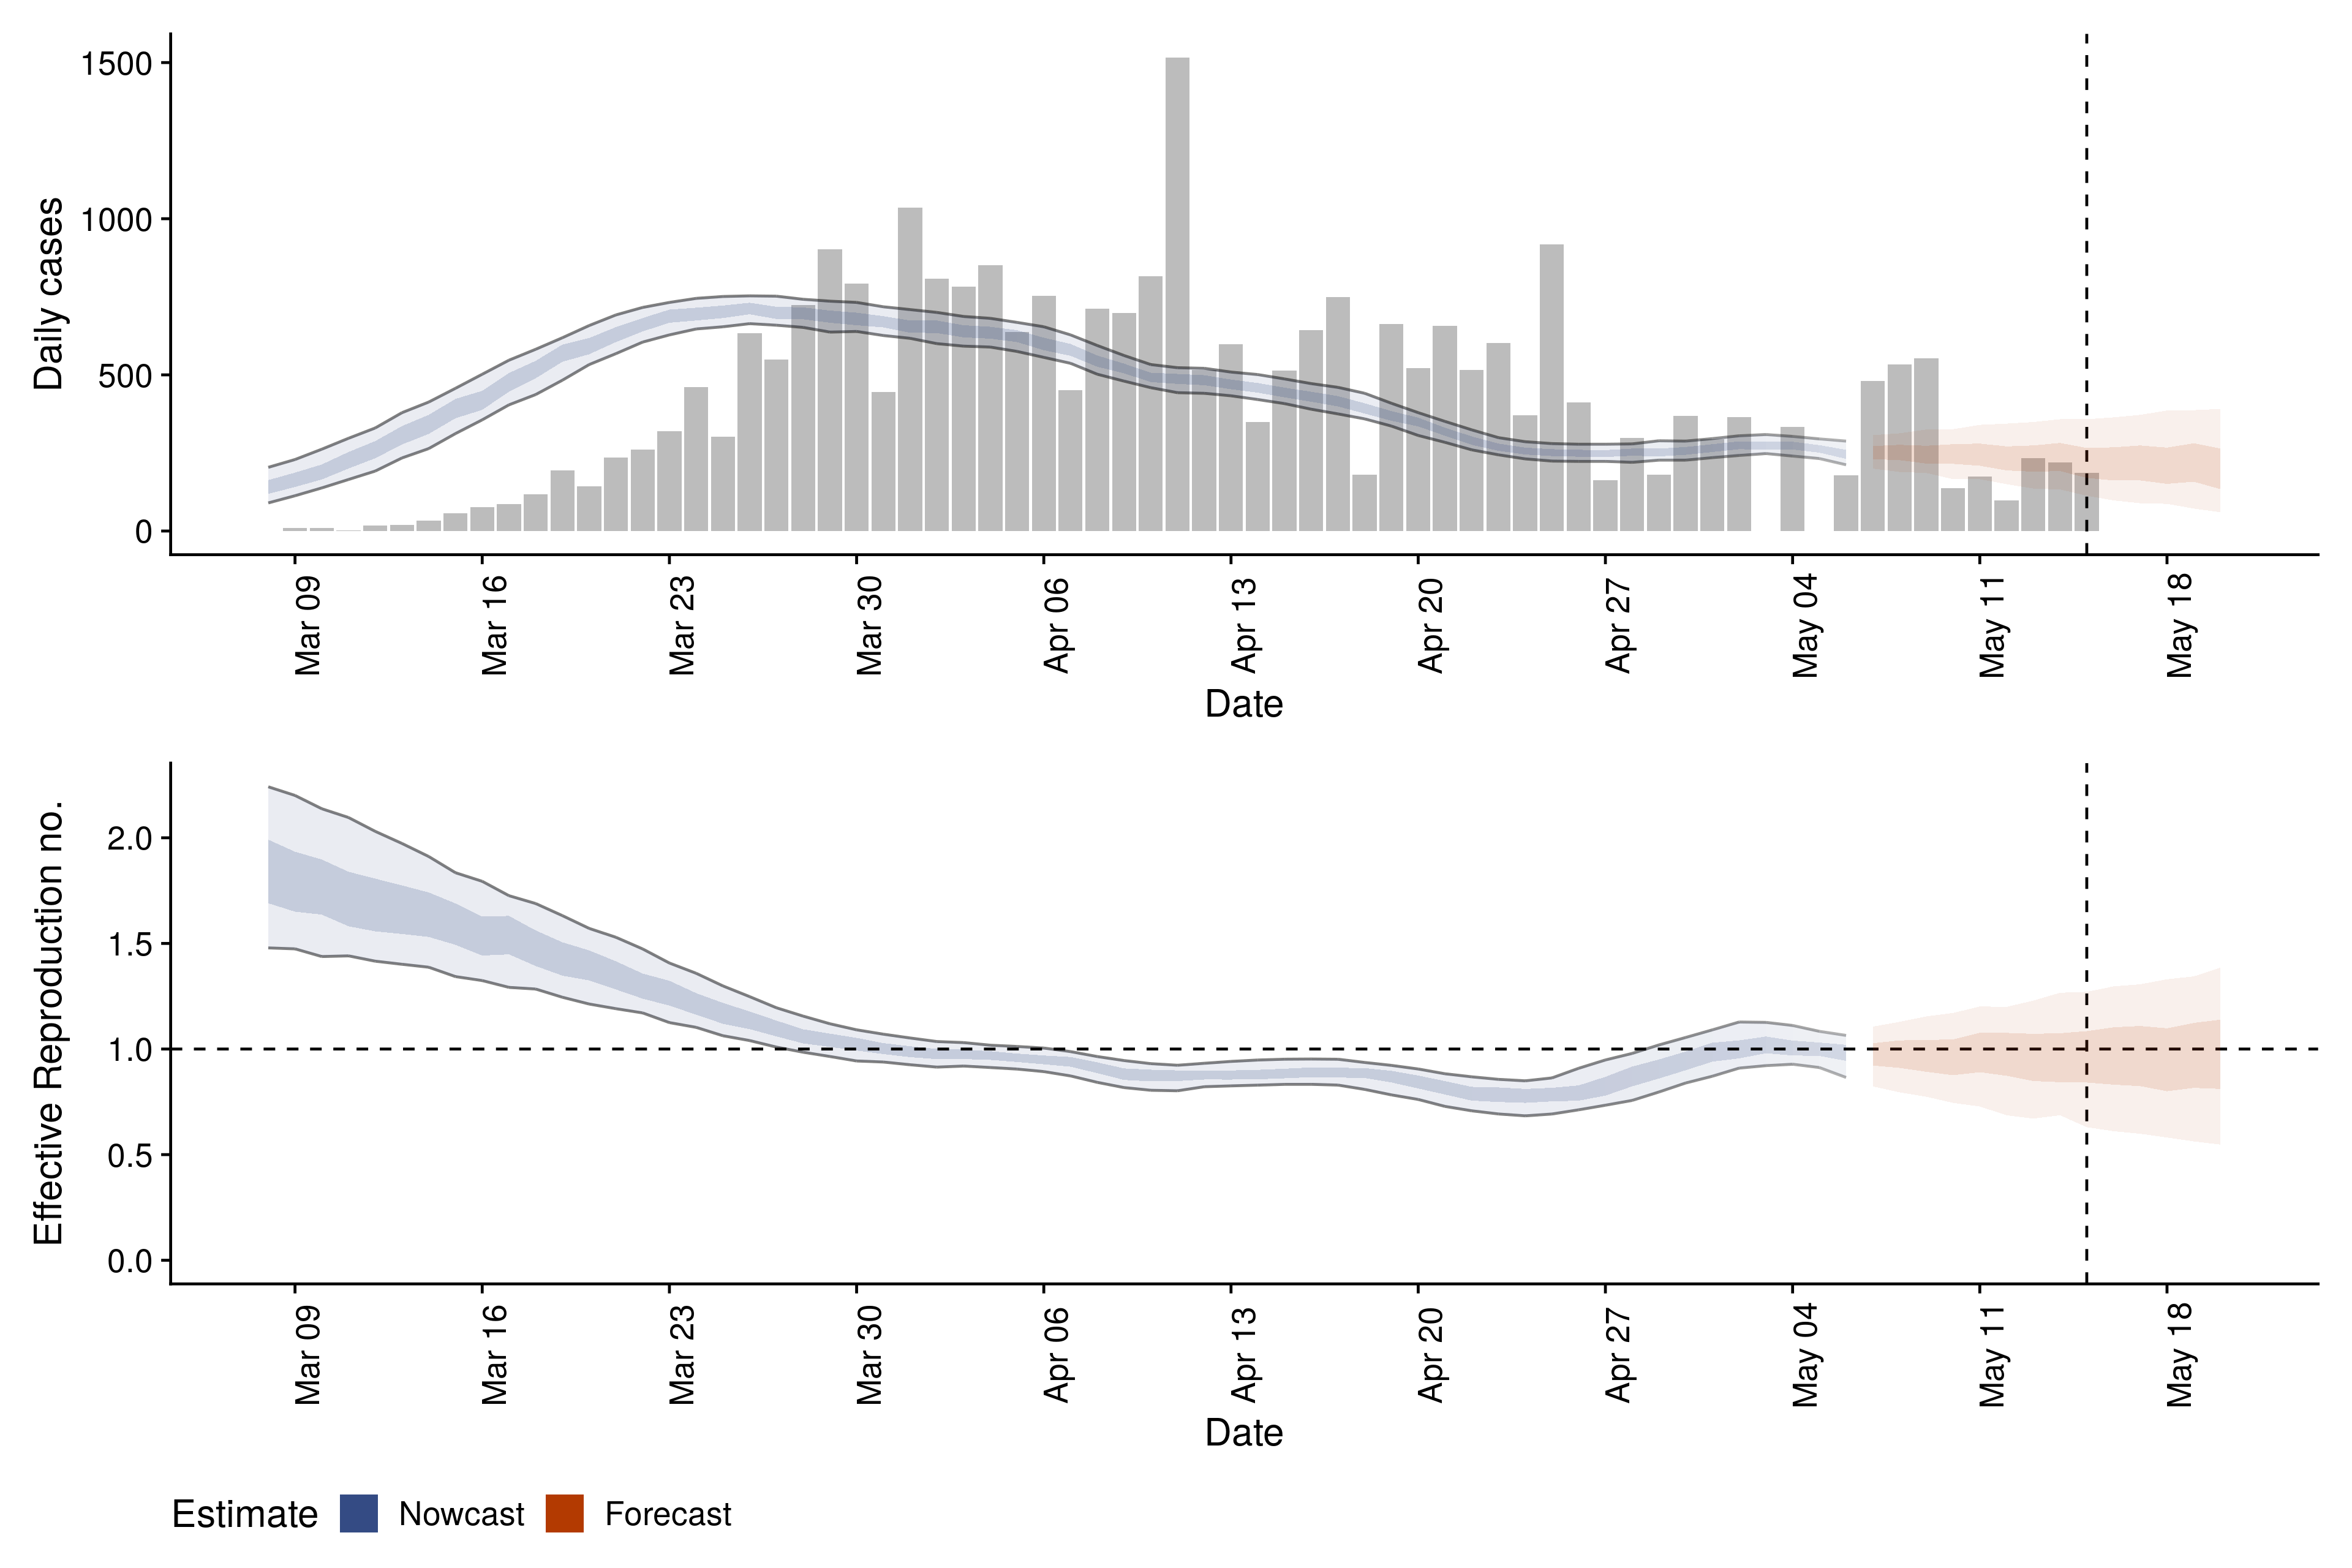 Daily cases
1500
1000
500
0
Mar 09
Mar 16
Mar 23
Mar 30
Apr 06
Apr 13
Apr 20
Apr 27
May 04
May 11
May 18
Date
Effective Reproduction no.
2.0
1.5
1.0
0.5
0.0
Mar 09
Mar 16
Mar 23
Mar 30
Apr 06
Apr 13
Apr 20
Apr 27
May 04
May 11
May 18
Date
Estimate Nowcast Forecast